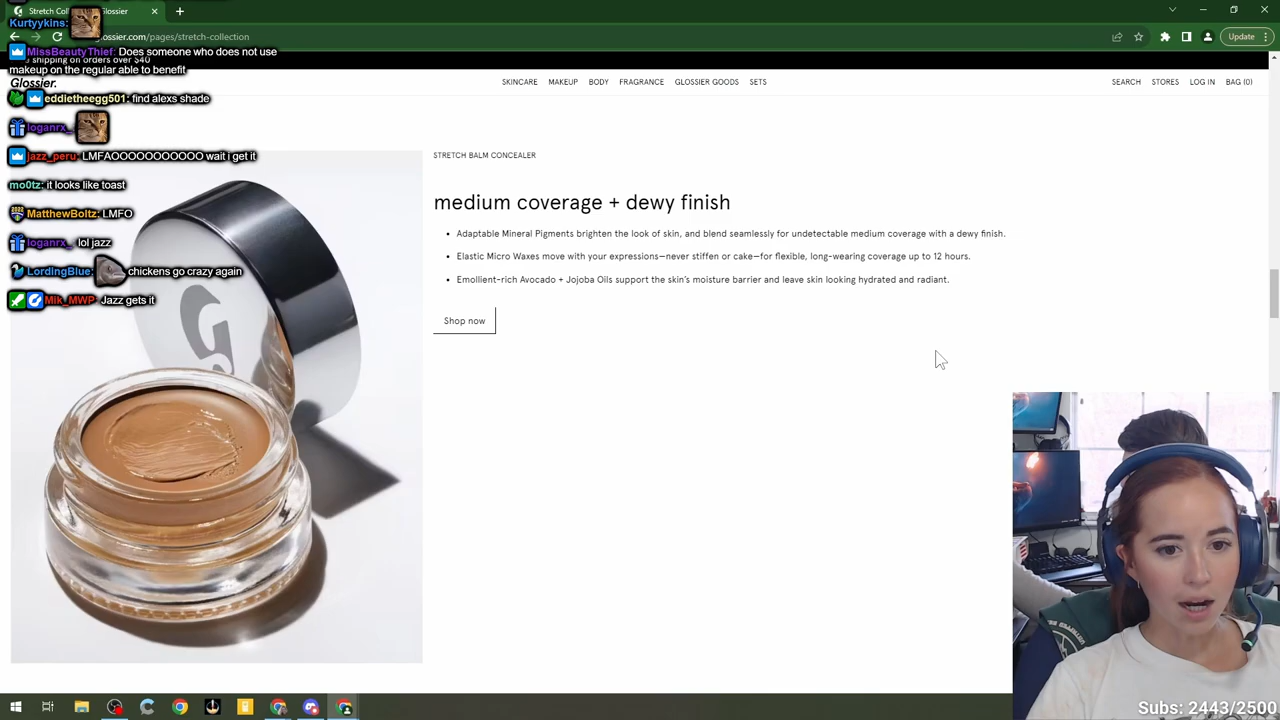 Stretch Collection
Kurtyykins:
glossier.com/pages/stretch-collection
Update
MissBeautyThief: Does someone who does not use
makeup on the regular able to benefit
shipping on orders over $40
Glossier.
SKINCARE MAKEUP BODY FRAGRANCE GLOSSIER GOODS SETS
SEARCH STORES LOG IN BAG (0)
eddietheegg501: find alexs shade
loganrx_:
jazz_peru: LMFAOOOOOOOOOOO wait i get it
mo0tz: it looks like toast
MatthewBoltz: LMFO
loganrx_: lol jazz
LordingBlue: chickens go crazy again
Mik_MWP: Jazz gets it
STRETCH BALM CONCEALER
medium coverage + dewy finish
• Adaptable Mineral Pigments brighten the look of skin, and blend seamlessly for undetectable medium coverage with a dewy finish.
• Elastic Micro Waxes move with your expressions—never stiffen or cake—for flexible, long-wearing coverage up to 12 hours.
• Emollient-rich Avocado + Jojoba Oils support the skin’s moisture barrier and leave skin looking hydrated and radiant.
Shop now
G
Subs: 2443/2500